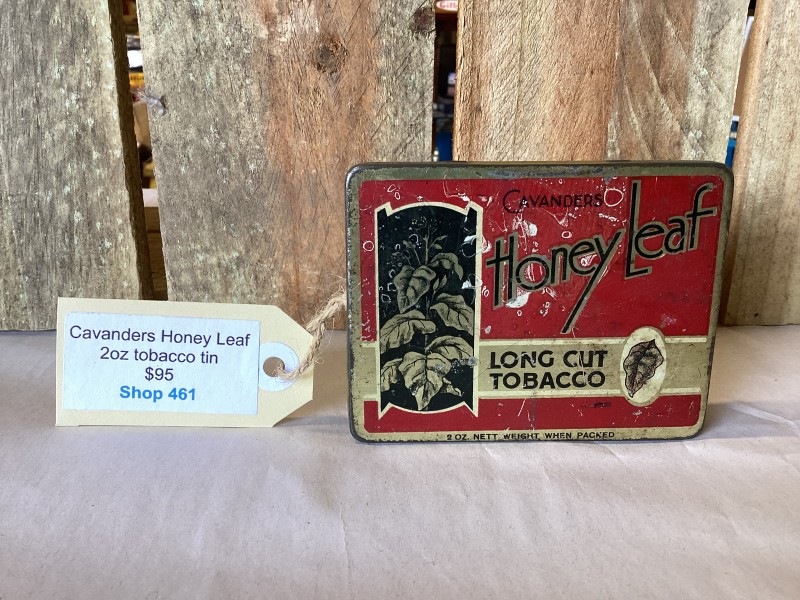 Cavanders Honey Leaf
2oz tobacco tin
$95
Shop 461
CAVANDERS
Honey Leaf
LONG CUT
TOBACCO
2 OZ. NETT WEIGHT WHEN PACKED